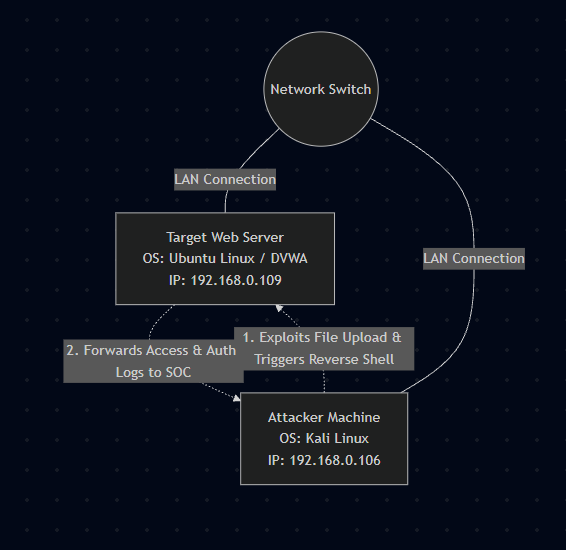 Network Switch
LAN Connection
Target Web Server
OS: Ubuntu Linux / DVWA
IP: 192.168.0.109
LAN Connection
1. Exploits File Upload &
Triggers Reverse Shell
2. Forwards Access & Auth
Logs to SOC
Attacker Machine
OS: Kali Linux
IP: 192.168.0.106